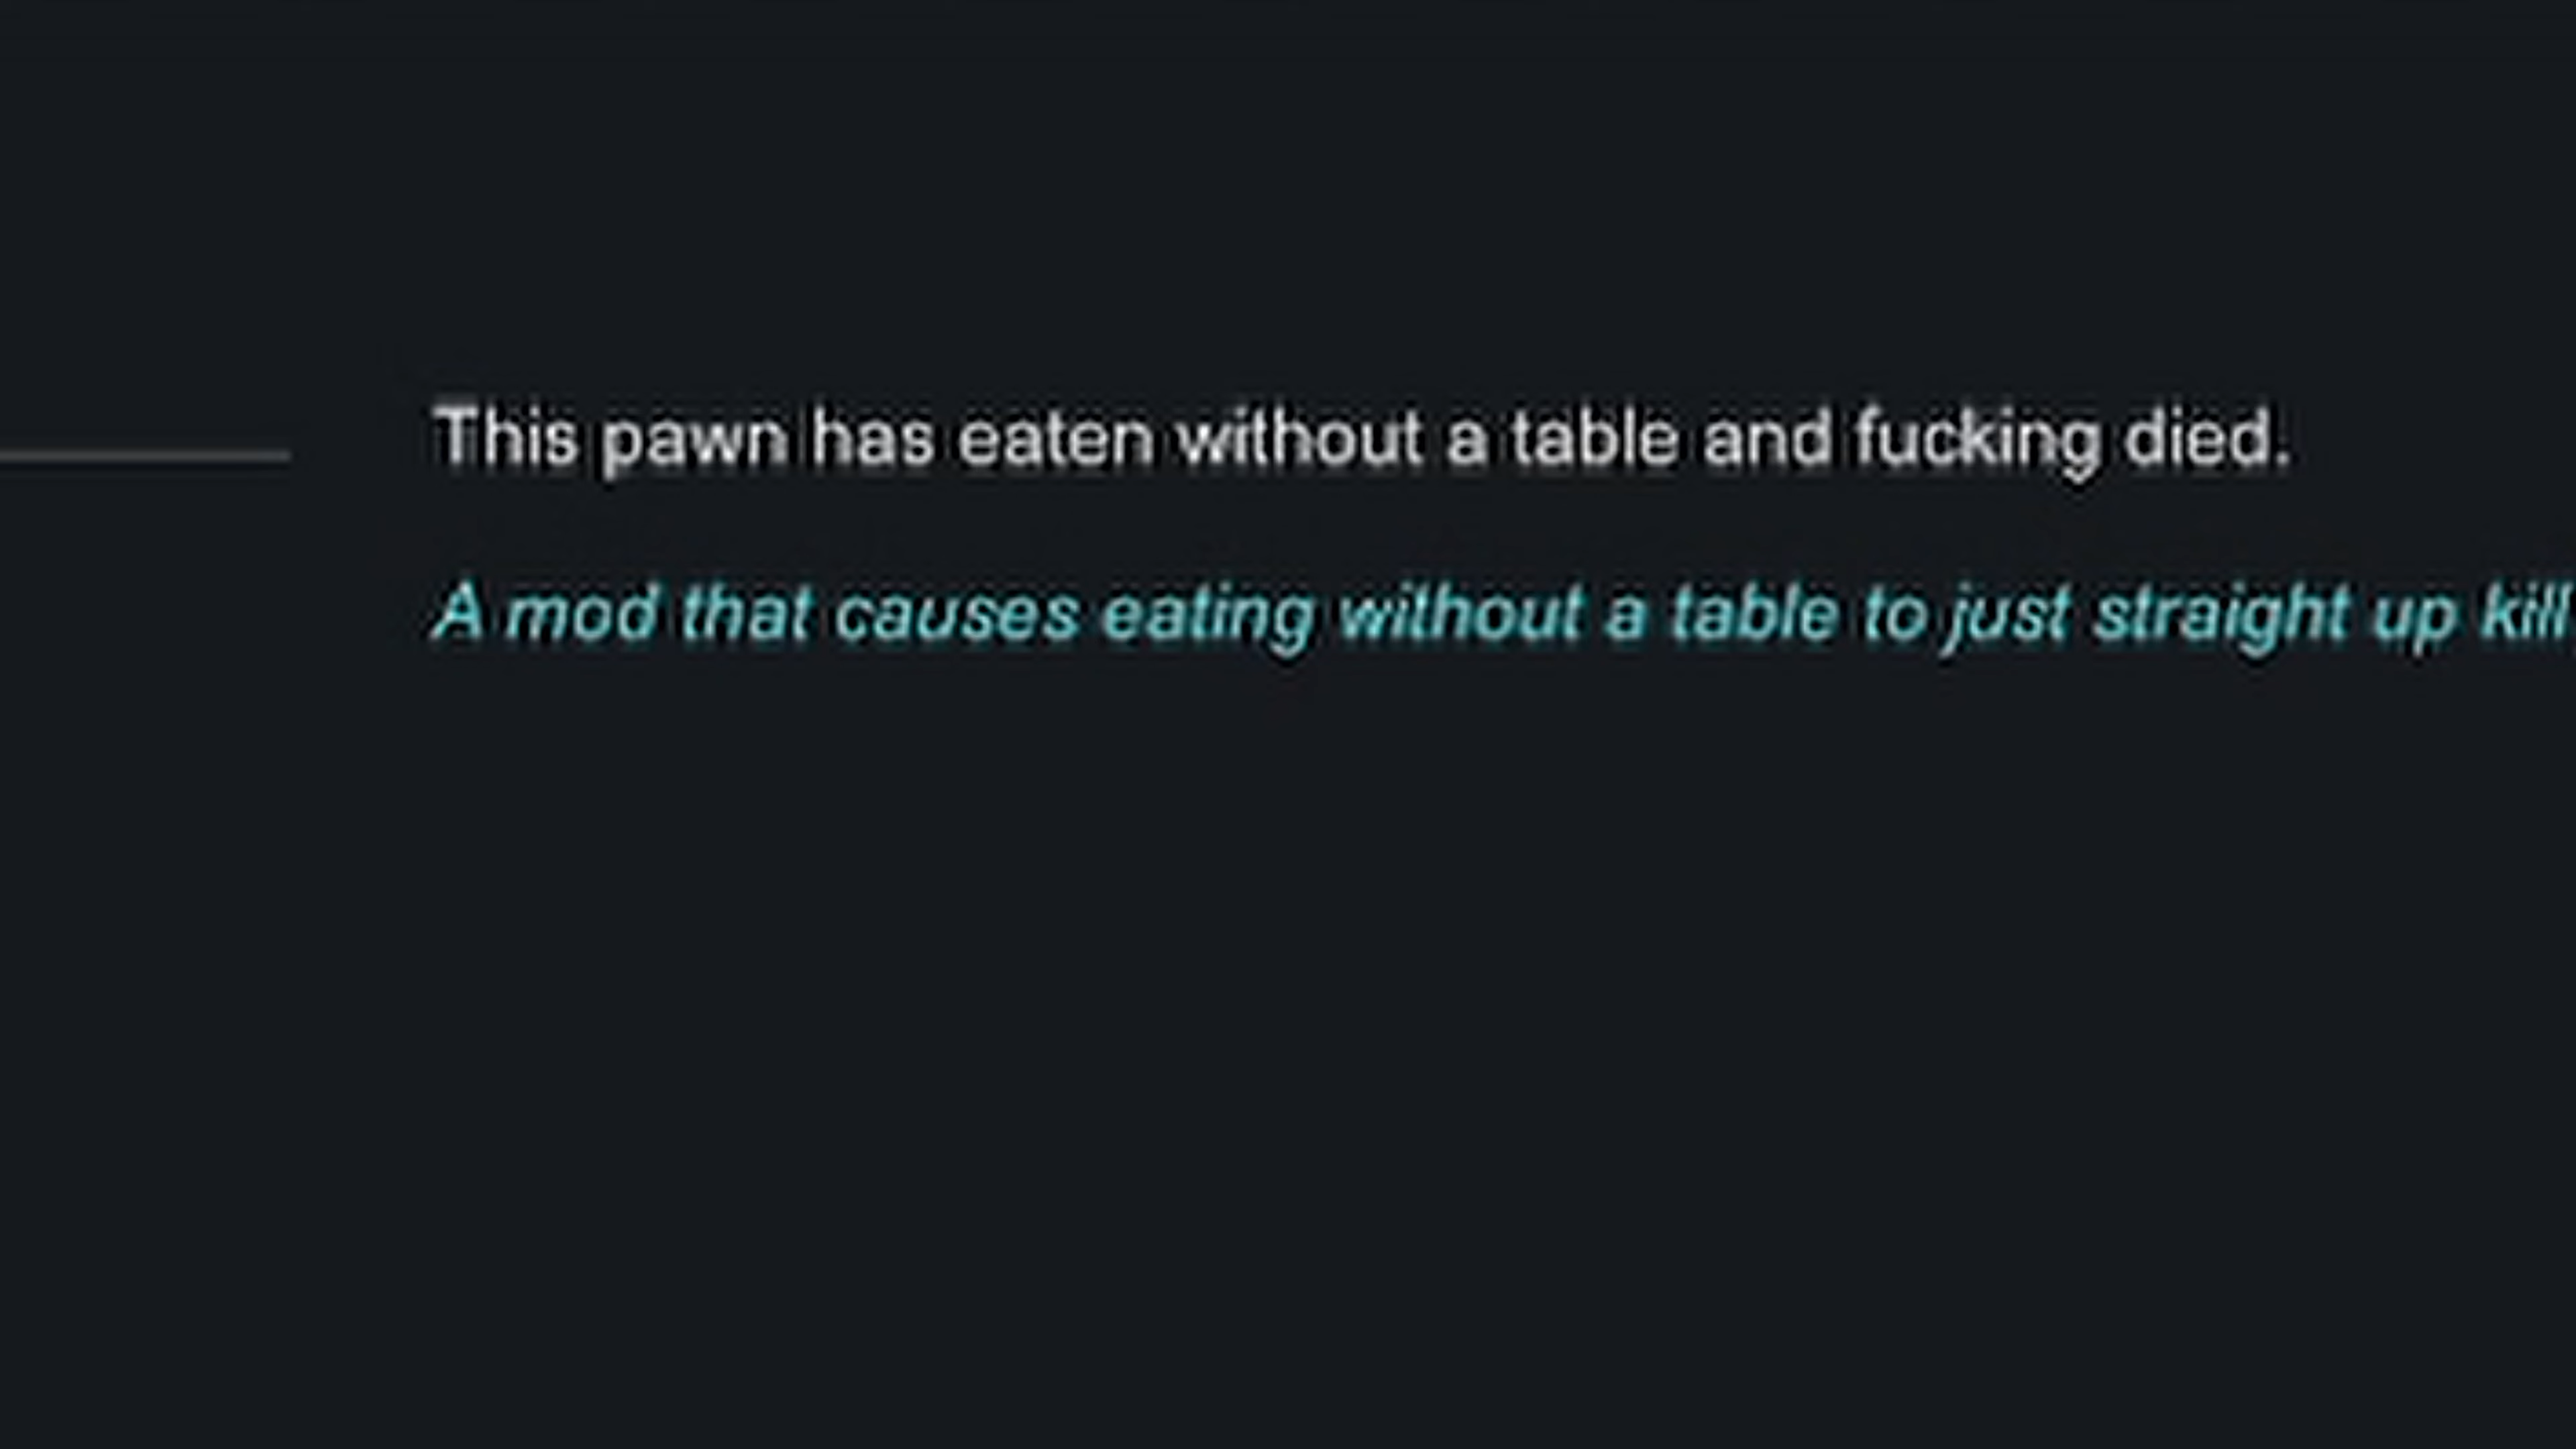 This pawn has eaten without a table and fucking died.
A mod that causes eating without a table to just straight up kill